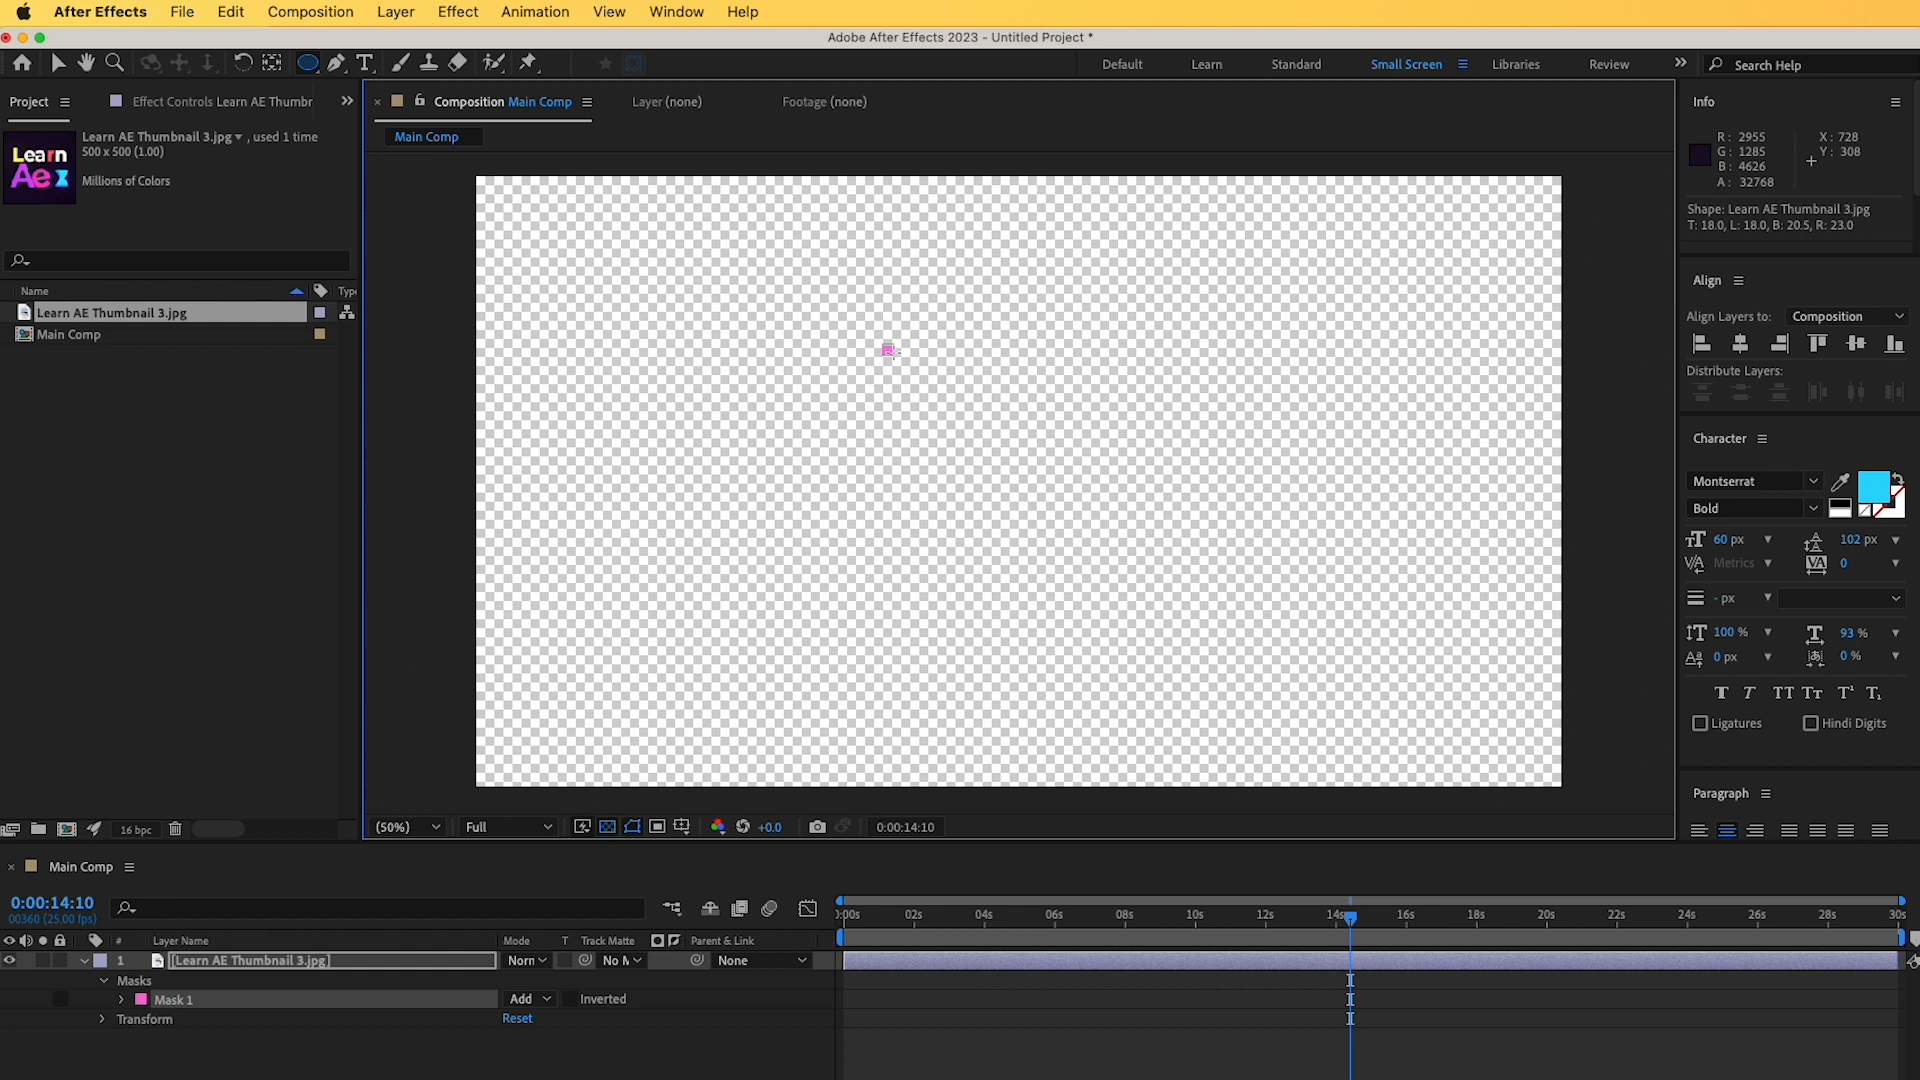 After Effects File Edit Composition Layer Effect Animation View Window Help
Adobe After Effects 2023 - Untitled Project *
Default Learn Standard Small Screen Libraries Review Search Help
Project Effect Controls Learn AE Thumbr
Composition Main Comp Layer (none) Footage (none)
Main Comp
Learn AE Thumbnail 3.jpg , used 1 time
500 x 500 (1.00)
Millions of Colors
Learn
Ae
Name Type
Learn AE Thumbnail 3.jpg
Main Comp
16 bpc
(50%) Full +0.0 0:00:14:10
Info
R: 2955 X: 728
G: 1285 Y: 308
B: 4626
A: 32768
Shape: Learn AE Thumbnail 3.jpg
T: 18.0, L: 18.0, B: 20.5, R: 23.0
Align
Align Layers to: Composition
Distribute Layers:
Character
Montserrat
Bold
60 px 102 px
Metrics 0
- px
100 % 93 %
0 px 0 %
Ligatures Hindi Digits
Paragraph
Main Comp
0:00:14:10
00360 (25.00 fps)
:00s 02s 04s 06s 08s 10s 12s 14s 16s 18s 20s 22s 24s 26s 28s 30s
# Layer Name Mode T Track Matte Parent & Link
1 [Learn AE Thumbnail 3.jpg] Norn No M None
Masks
Mask 1 Add Inverted
Transform Reset